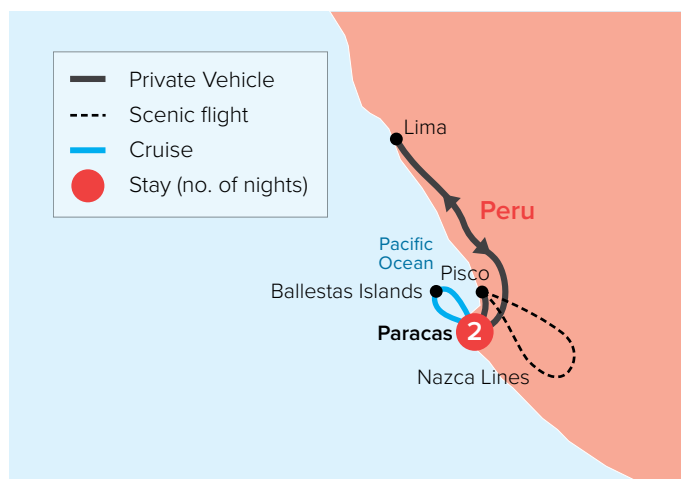 Private Vehicle
Scenic flight
Cruise
Stay (no. of nights)
Lima
Peru
Pacific
Ocean
Pisco
Ballestas Islands
Paracas 2
Nazca Lines